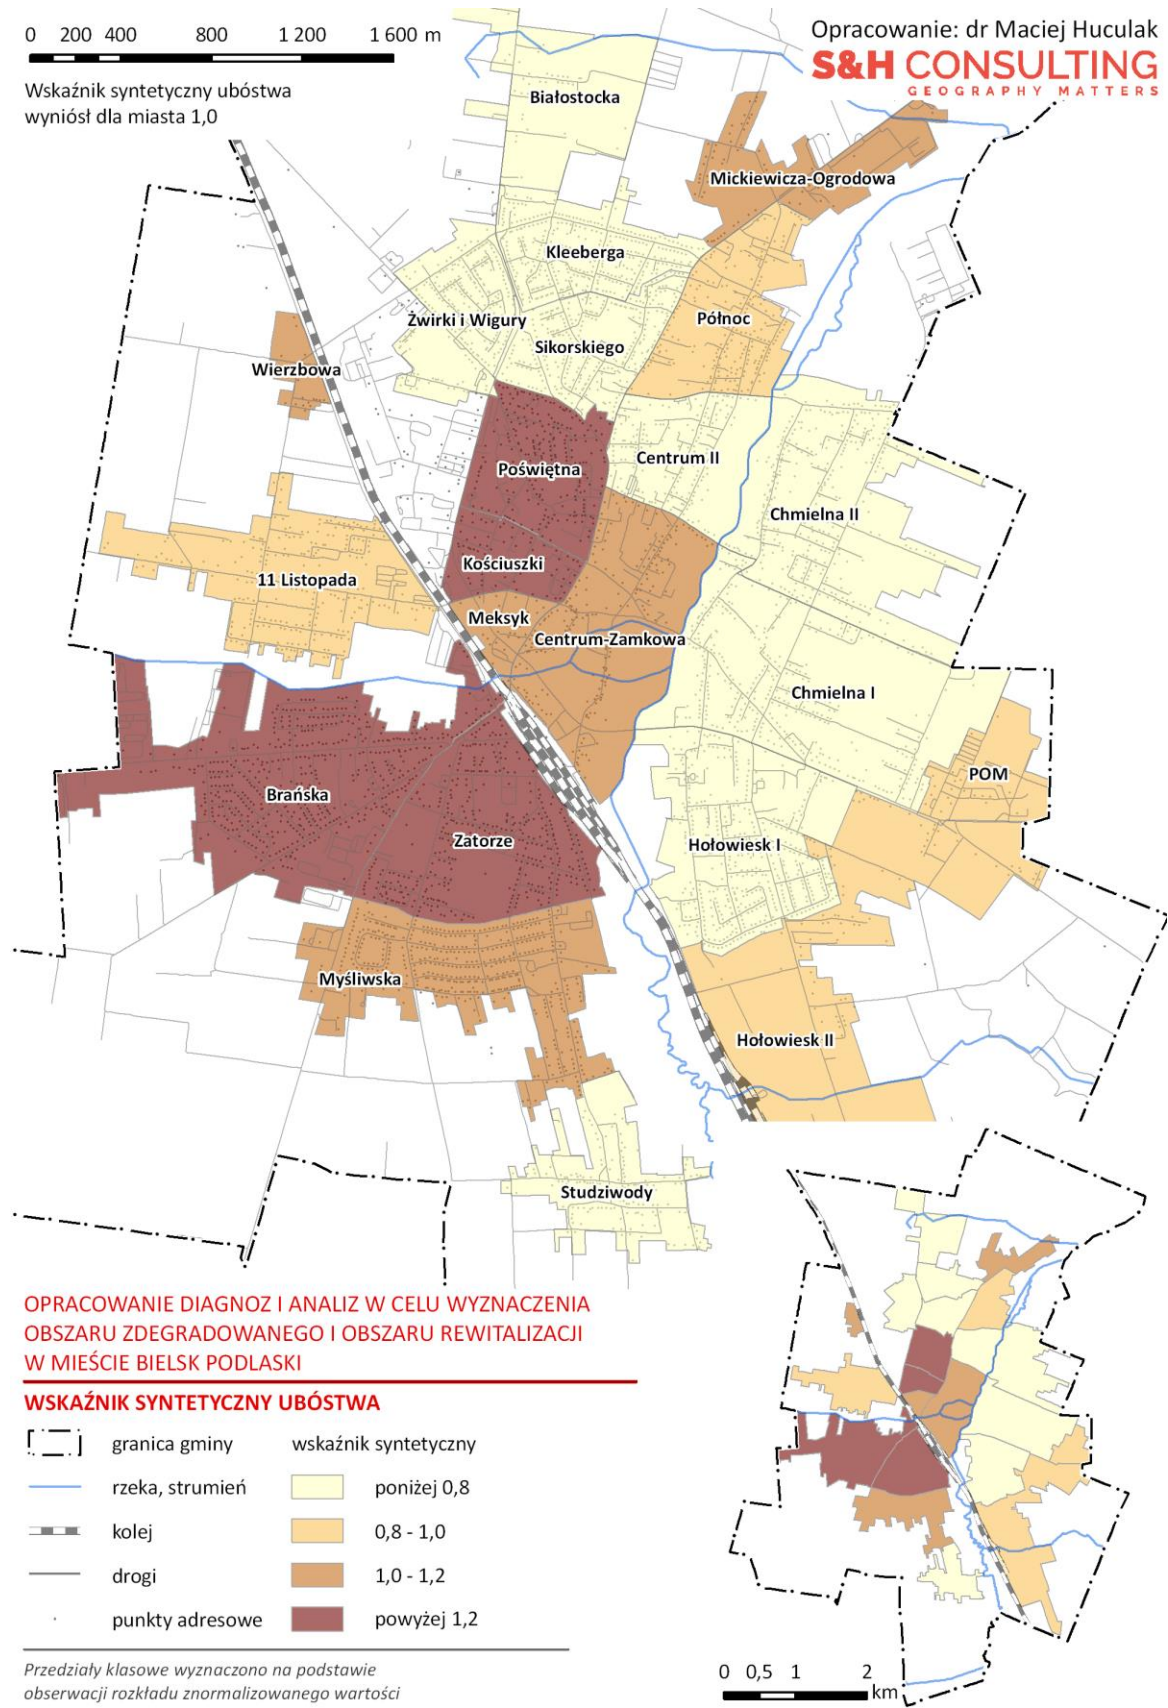 0 200 400 800 1 200 1 600 m
Opracowanie: dr Maciej Huculak
S&H CONSULTING
GEOGRAPHY MATTERS
Wskaźnik syntetyczny ubóstwa
wyniósł dla miasta 1,0
Białostocka
Mickiewicza-Ogrodowa
Kleeberga
Żwirki i Wigury
Północ
Sikorskiego
Wierzbowa
Centrum II
Poświętna
Chmielna II
Kościuszki
11 Listopada
Meksyk
Centrum-Zamkowa
Chmielna I
POM
Brańska
Zatorze
Hołowiesk I
Myśliwska
Hołowiesk II
Studziwody
OPRACOWANIE DIAGNOZ I ANALIZ W CELU WYZNACZENIA
OBSZARU ZDEGRADOWANEGO I OBSZARU REWITALIZACJI
W MIEŚCIE BIELSK PODLASKI
WSKAŹNIK SYNTETYCZNY UBÓSTWA
granica gminy wskaźnik syntetyczny
rzeka, strumień poniżej 0,8
kolej 0,8 - 1,0
drogi 1,0 - 1,2
punkty adresowe powyżej 1,2
Przedziały klasowe wyznaczono na podstawie
obserwacji rozkładu znormalizowanego wartości
0 0,5 1 2
km